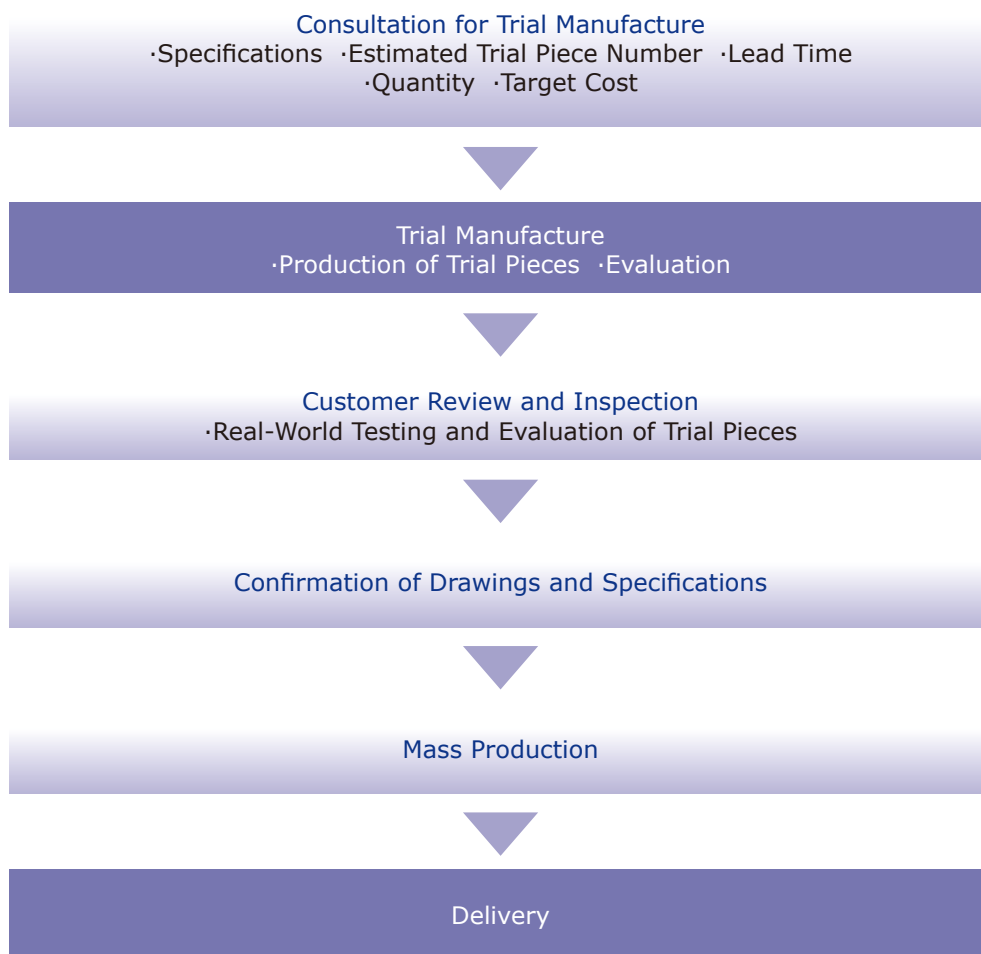 Consultation for Trial Manufacture
·Specifications ·Estimated Trial Piece Number ·Lead Time
·Quantity ·Target Cost
Trial Manufacture
·Production of Trial Pieces ·Evaluation
Customer Review and Inspection
·Real-World Testing and Evaluation of Trial Pieces
Confirmation of Drawings and Specifications
Mass Production
Delivery